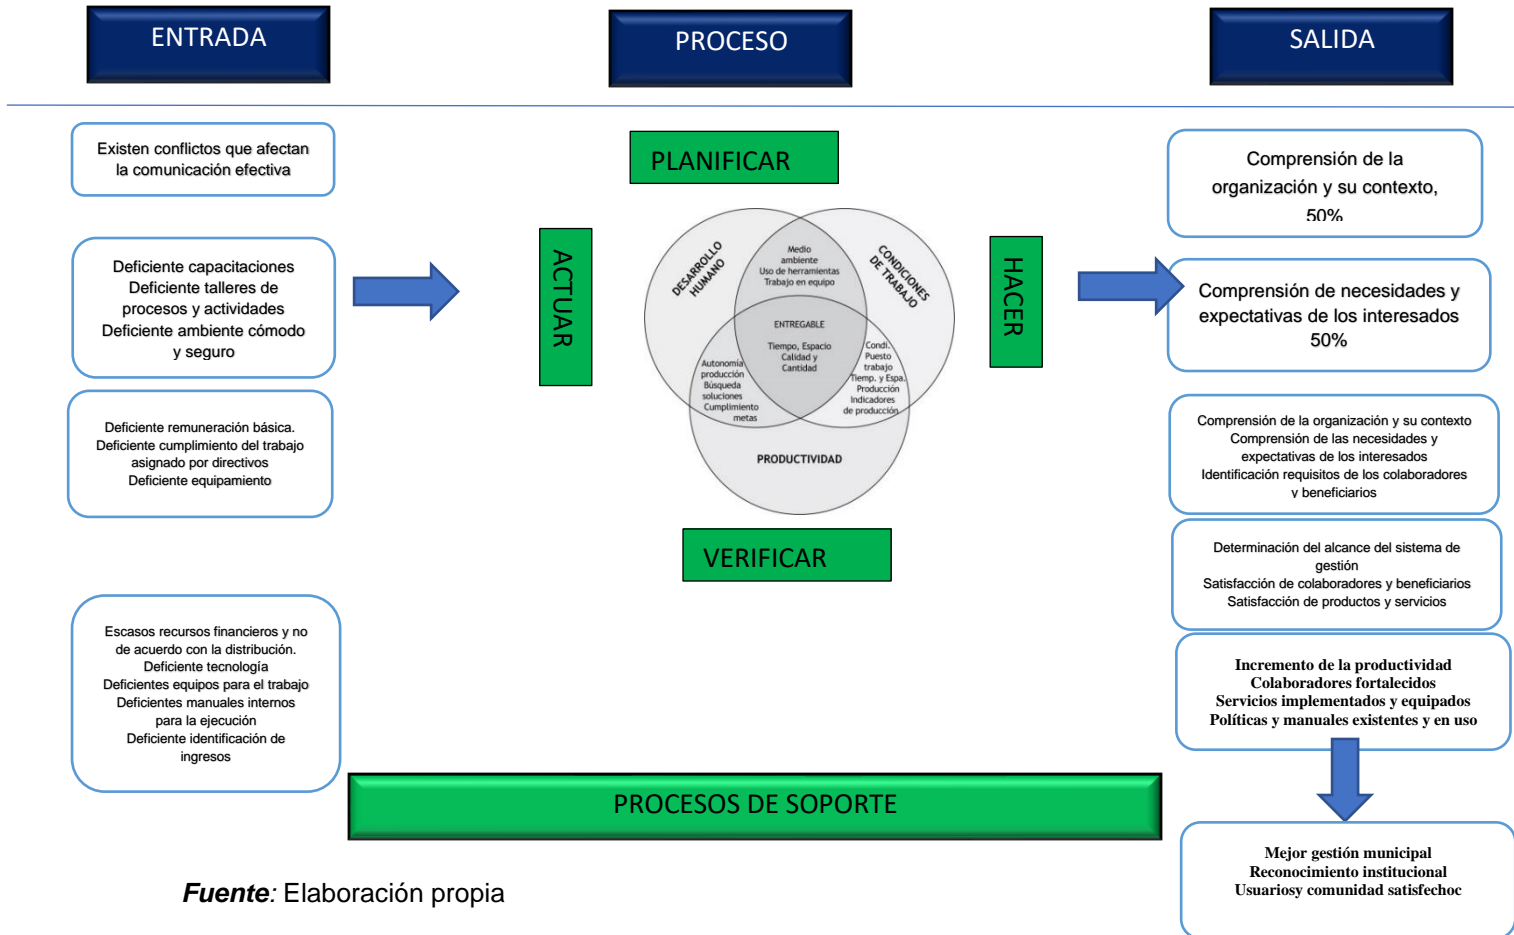 ENTRADA
PROCESO
SALIDA
Existen conflictos que afectan
la comunicación efectiva
Deficiente capacitaciones
Deficiente talleres de
procesos y actividades
Deficiente ambiente cómodo
y seguro
Deficiente remuneración básica.
Deficiente cumplimiento del trabajo
asignado por directivos
Deficiente equipamiento
Escasos recursos financieros y no
de acuerdo con la distribución.
Deficiente tecnología
Deficientes equipos para el trabajo
Deficientes manuales internos
para la ejecución
Deficiente identificación de
ingresos
PLANIFICAR
ACTUAR
DESARROLLO
HUMANO
Medio
ambiente
Uso de herramientas
Trabajo en equipo
CONDICIONES
DE TRABAJO
ENTREGABLE
Tiempo, Espacio
Calidad y
Cantidad
Autonomía
producción
Búsqueda
soluciones
Cumplimiento
metas
Condi.
Puesto
trabajo
Tiemp. y Espa.
Producción
Indicadores
de producción
PRODUCTIVIDAD
HACER
VERIFICAR
PROCESOS DE SOPORTE
Comprensión de la
organización y su contexto,
50%
Comprensión de necesidades y
expectativas de los interesados
50%
Comprensión de la organización y su contexto
Comprensión de las necesidades y
expectativas de los interesados
Identificación requisitos de los colaboradores
y beneficiarios
Determinación del alcance del sistema de
gestión
Satisfacción de colaboradores y beneficiarios
Satisfacción de productos y servicios
Incremento de la productividad
Colaboradores fortalecidos
Servicios implementados y equipados
Políticas y manuales existentes y en uso
Mejor gestión municipal
Reconocimiento institucional
Usuariosy comunidad satisfechoc
Fuente: Elaboración propia